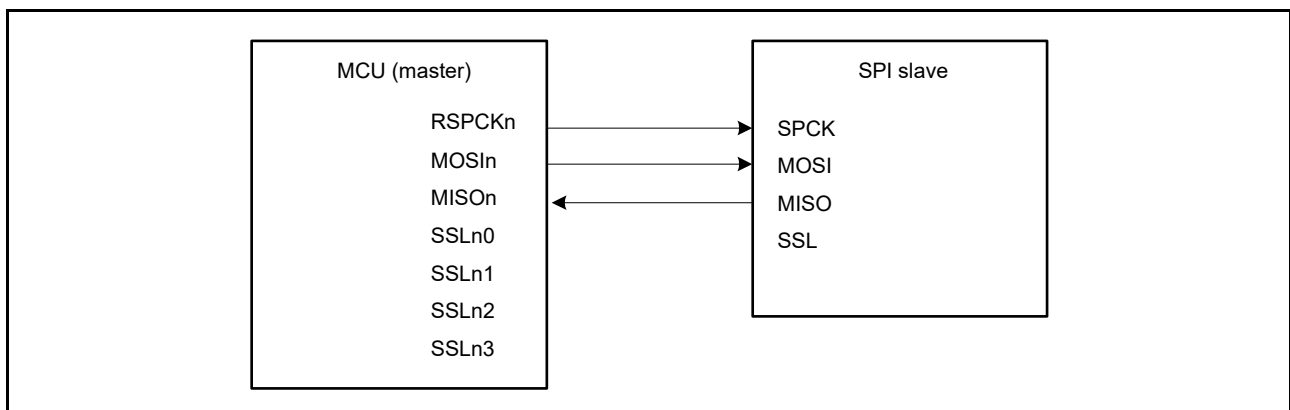 MCU (master)
RSPCKn
MOSIn
MISOn
SSLn0
SSLn1
SSLn2
SSLn3
SPI slave
SPCK
MOSI
MISO
SSL